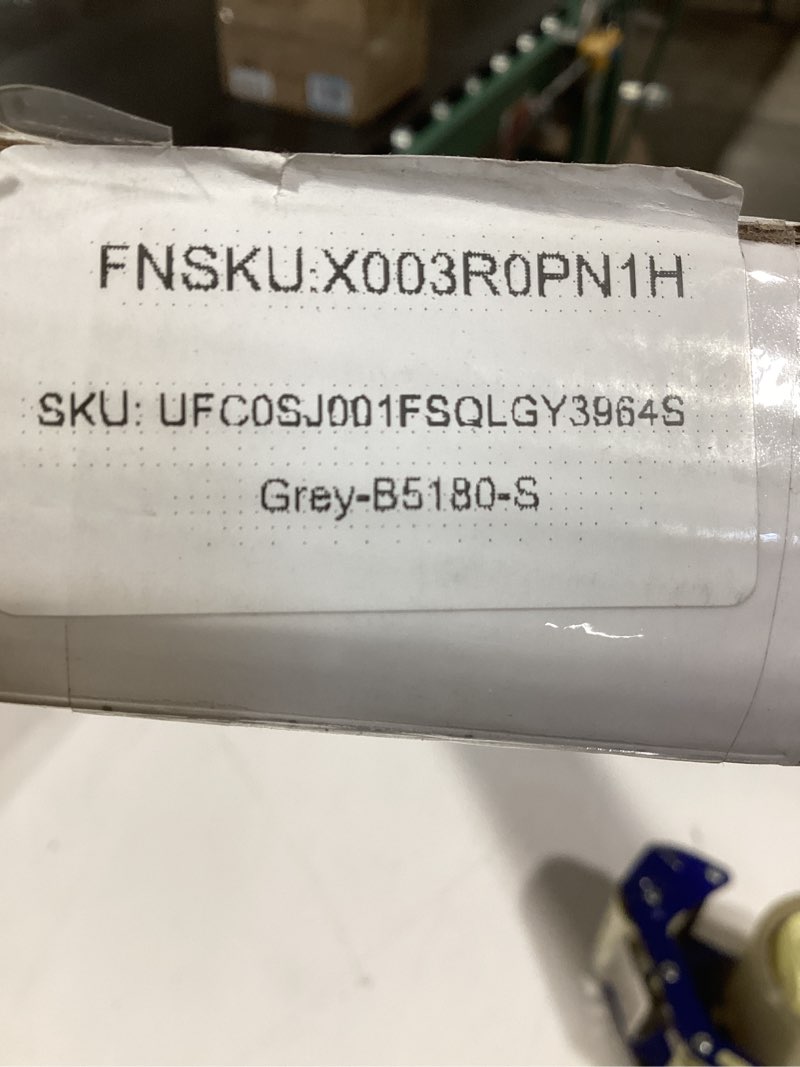 FNSKU:X003R0PN1H
SKU: UFC0SJ001FSQLGY3964S
Grey-B5180-S